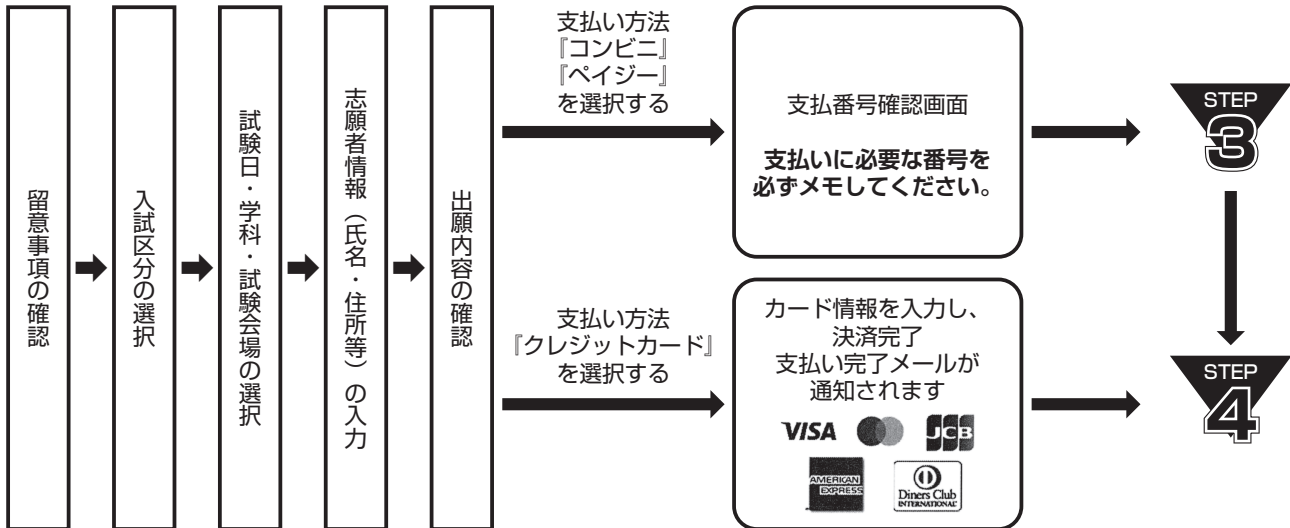 留意事項の確認
入試区分の選択
試験日・学科・試験会場の選択
志願者情報（氏名・住所等）の入力
出願内容の確認
支払い方法
『コンビニ』
『ペイジー』
を選択する
支払番号確認画面
支払いに必要な番号を
必ずメモしてください。
STEP
3
支払い方法
『クレジットカード』
を選択する
カード情報を入力し、
決済完了
支払い完了メールが
通知されます
VISA
JCB
AMERICAN
EXPRESS
Diners Club
INTERNATIONAL
STEP
4